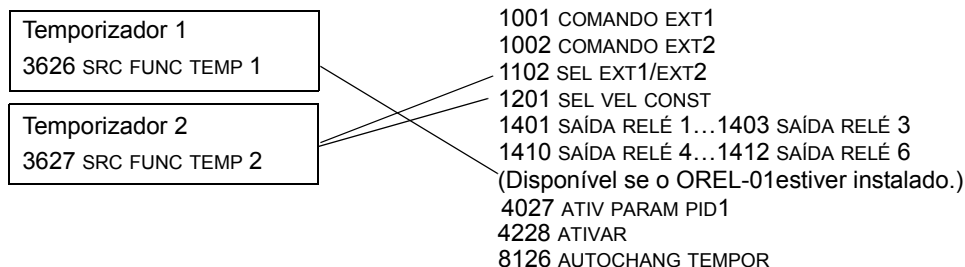 Temporizador 1
3626 SRC FUNC TEMP 1
Temporizador 2
3627 SRC FUNC TEMP 2
1001 COMANDO EXT1
1002 COMANDO EXT2
1102 SEL EXT1/EXT2
1201 SEL VEL CONST
1401 SAÍDA RELÉ 1…1403 SAÍDA RELÉ 3
1410 SAÍDA RELÉ 4…1412 SAÍDA RELÉ 6
(Disponível se o OREL-01estiver instalado.)
4027 ATIV PARAM PID1
4228 ATIVAR
8126 AUTOCHANG TEMPOR